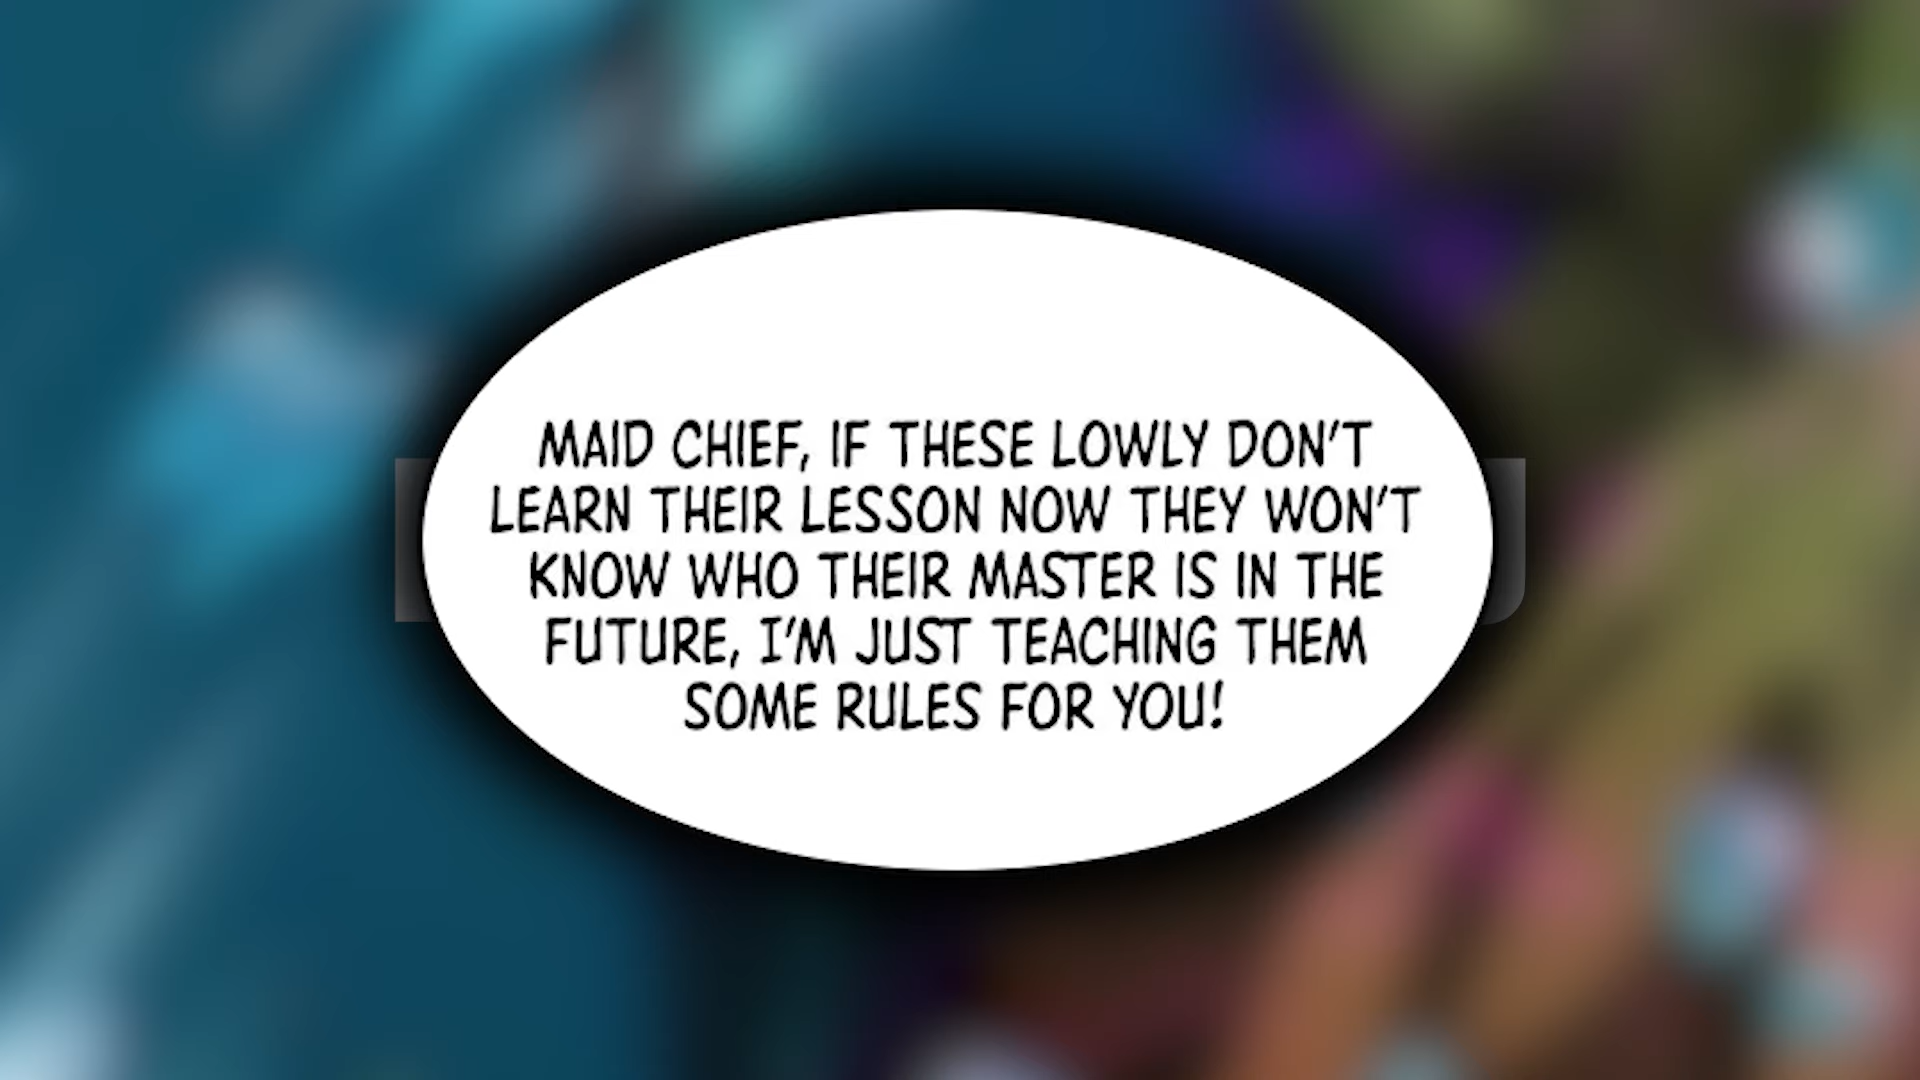 MAID CHIEF, IF THESE LOWLY DON'T
LEARN THEIR LESSON NOW THEY WON'T
KNOW WHO THEIR MASTER IS IN THE
FUTURE, I'M JUST TEACHING THEM
SOME RULES FOR YOU!